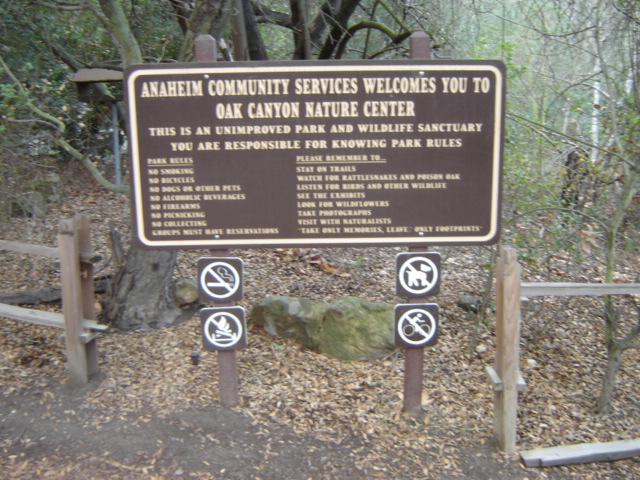 ANAHEIM COMMUNITY SERVICES WELCOMES YOU TO
OAK CANYON NATURE CENTER
THIS IS AN UNIMPROVED PARK AND WILDLIFE SANCTUARY
YOU ARE RESPONSIBLE FOR KNOWING PARK RULES
PARK RULES
NO SMOKING
NO BICYCLES
NO DOGS OR OTHER PETS
NO ALCOHOLIC BEVERAGES
NO FIREARMS
NO PICNICKING
NO COLLECTING
GROUPS MUST HAVE RESERVATIONS
PLEASE REMEMBER TO...
STAY ON TRAILS
WATCH FOR RATTLESNAKES AND POISON OAK
LISTEN FOR BIRDS AND OTHER WILDLIFE
SEE THE EXHIBITS
LOOK FOR WILDFLOWERS
TAKE PHOTOGRAPHS
VISIT WITH NATURALISTS
"TAKE ONLY MEMORIES, LEAVE ONLY FOOTPRINTS"